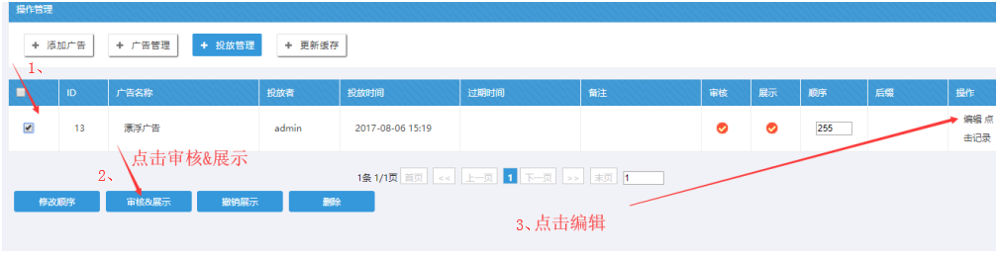 操作管理
+ 添加广告 + 广告管理 + 投放管理 + 更新缓存
1、
ID 广告名称 投放者 投放时间 过期时间 备注 审核 展示 顺序 后缀 操作
13 漂浮广告 admin 2017-08-06 15:19 255 编辑 点
击记录
点击审核&展示
2、
1条 1/1页 首页 << 上一页 1 下一页 >> 末页 1
修改顺序 审核&展示 撤销展示 删除
3、点击编辑